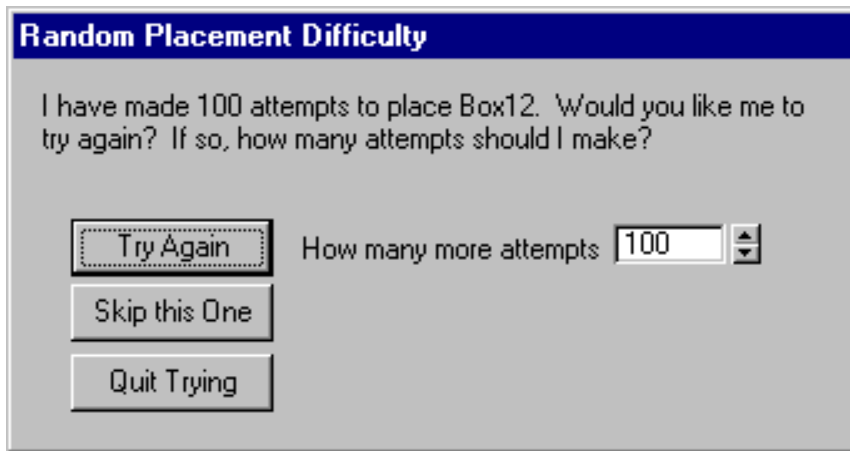 Random Placement Difficulty
I have made 100 attempts to place Box12.  Would you like me to
try again?  If so, how many attempts should I make?
Try Again
How many more attempts 100
Skip this One
Quit Trying